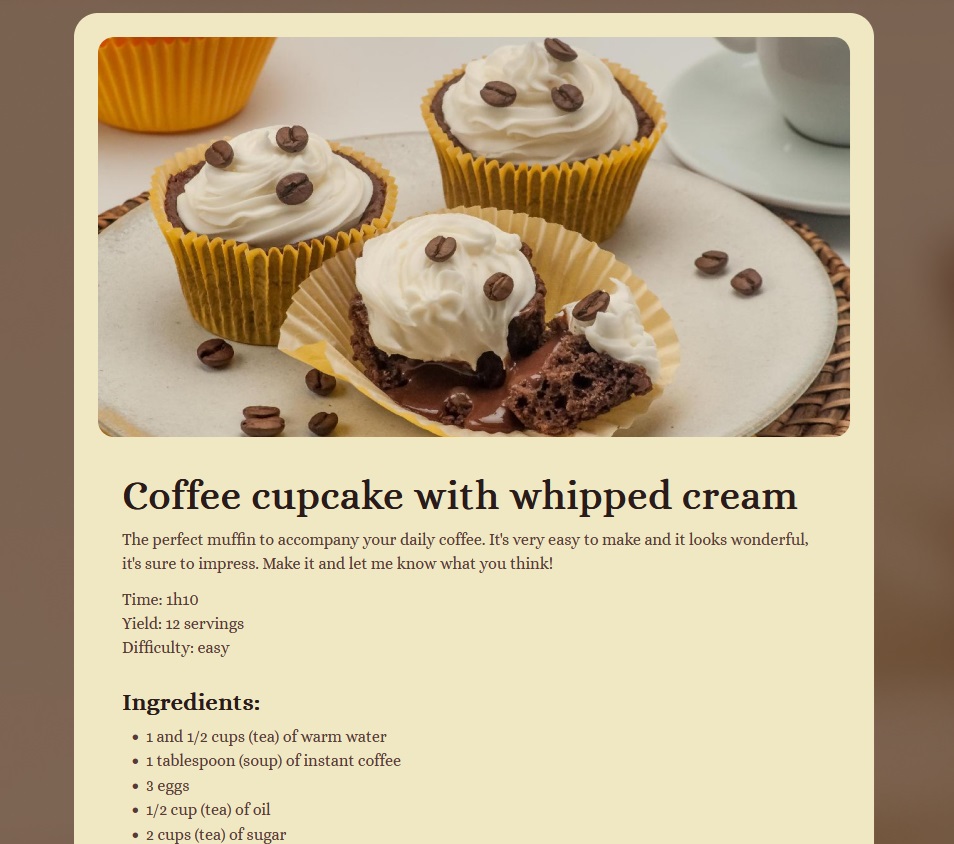 Coffee cupcake with whipped cream
The perfect muffin to accompany your daily coffee. It's very easy to make and it looks wonderful,
it's sure to impress. Make it and let me know what you think!
Time: 1h10
Yield: 12 servings
Difficulty: easy
Ingredients:
• 1 and 1/2 cups (tea) of warm water
• 1 tablespoon (soup) of instant coffee
• 3 eggs
• 1/2 cup (tea) of oil
• 2 cups (tea) of sugar